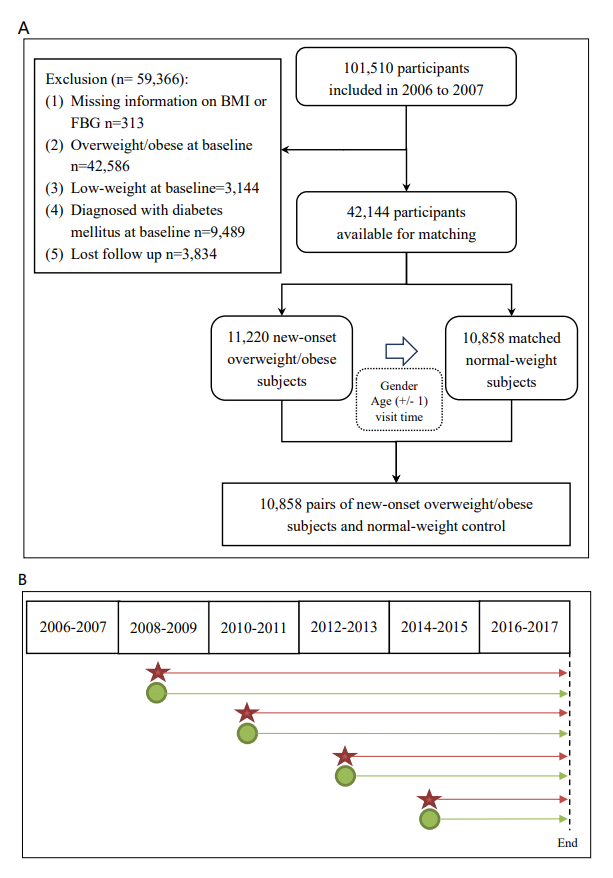 A
Exclusion (n= 59,366):
(1) Missing information on BMI or
FBG n=313
(2) Overweight/obese at baseline
n=42,586
(3) Low-weight at baseline=3,144
(4) Diagnosed with diabetes
mellitus at baseline n=9,489
(5) Lost follow up n=3,834
101,510 participants
included in 2006 to 2007
42,144 participants
available for matching
11,220 new-onset
overweight/obese
subjects
Gender
Age (+/- 1)
visit time
10,858 matched
normal-weight
subjects
10,858 pairs of new-onset overweight/obese
subjects and normal-weight control
B
2006-2007 2008-2009 2010-2011 2012-2013 2014-2015 2016-2017
End